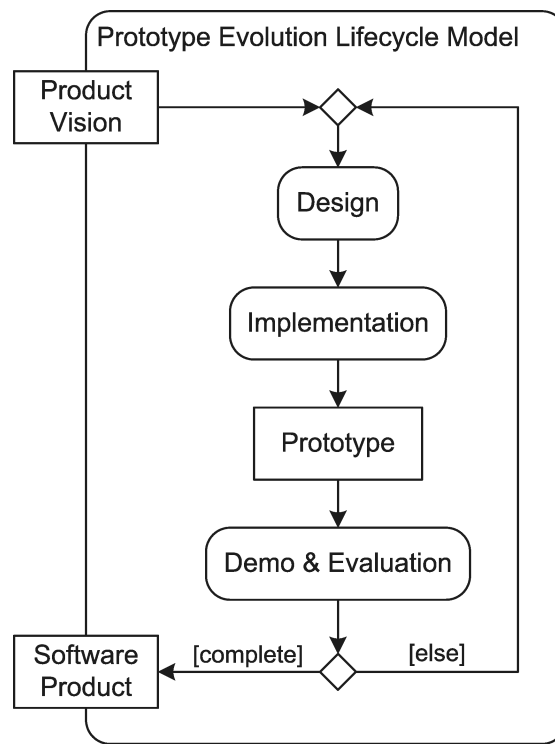 Prototype Evolution Lifecycle Model
Product
Vision
Design
Implementation
Prototype
Demo & Evaluation
[complete]
[else]
Software
Product